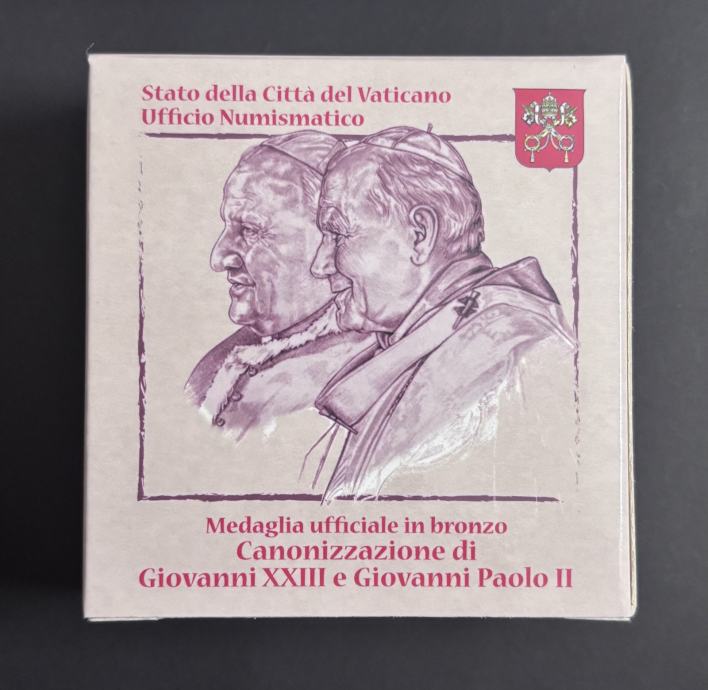 Stato della Città del Vaticano
Ufficio Numismatico
Medaglia ufficiale in bronzo
Canonizzazione di
Giovanni XXIII e Giovanni Paolo II